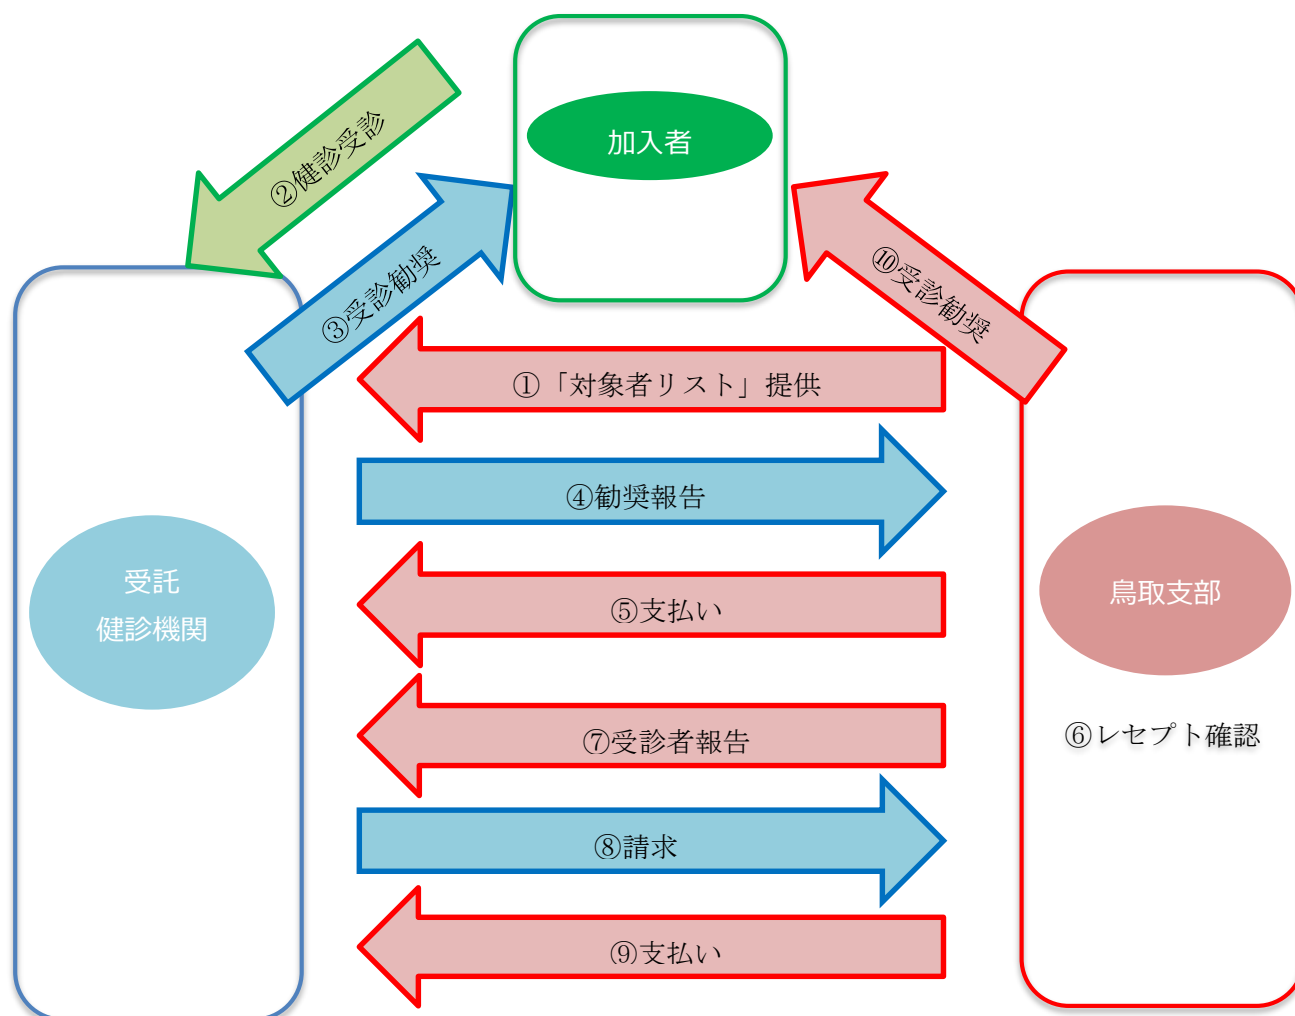 加入者
②健診受診
③受診勧奨
⑩受診勧奨
①「対象者リスト」提供
④勧奨報告
受託
健診機関
⑤支払い
鳥取支部
⑦受診者報告
⑥レセプト確認
⑧請求
⑨支払い